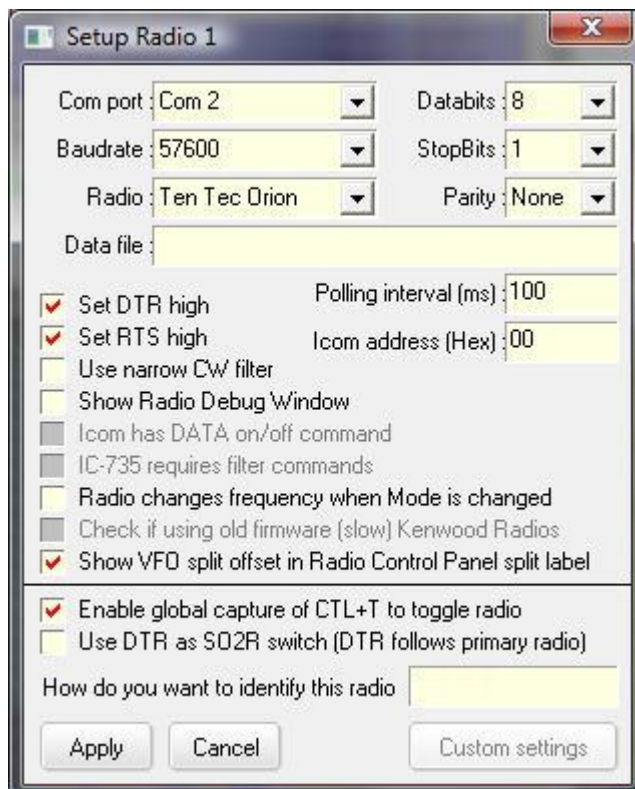 Setup Radio 1
Com port : Com 2 Databits : 8
Baudrate : 57600 StopBits : 1
Radio : Ten Tec Orion Parity : None
Data file :
Polling interval (ms) : 100
Set DTR high
Set RTS high
Icom address (Hex) : 00
Use narrow CW filter
Show Radio Debug Window
Icom has DATA on/off command
IC-735 requires filter commands
Radio changes frequency when Mode is changed
Check if using old firmware (slow) Kenwood Radios
Show VFO split offset in Radio Control Panel split label
Enable global capture of CTL+T to toggle radio
Use DTR as SO2R switch (DTR follows primary radio)
How do you want to identify this radio
Apply Cancel Custom settings